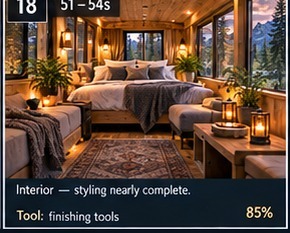 18
51–54s
Interior — styling nearly complete.
Tool: finishing tools
85%